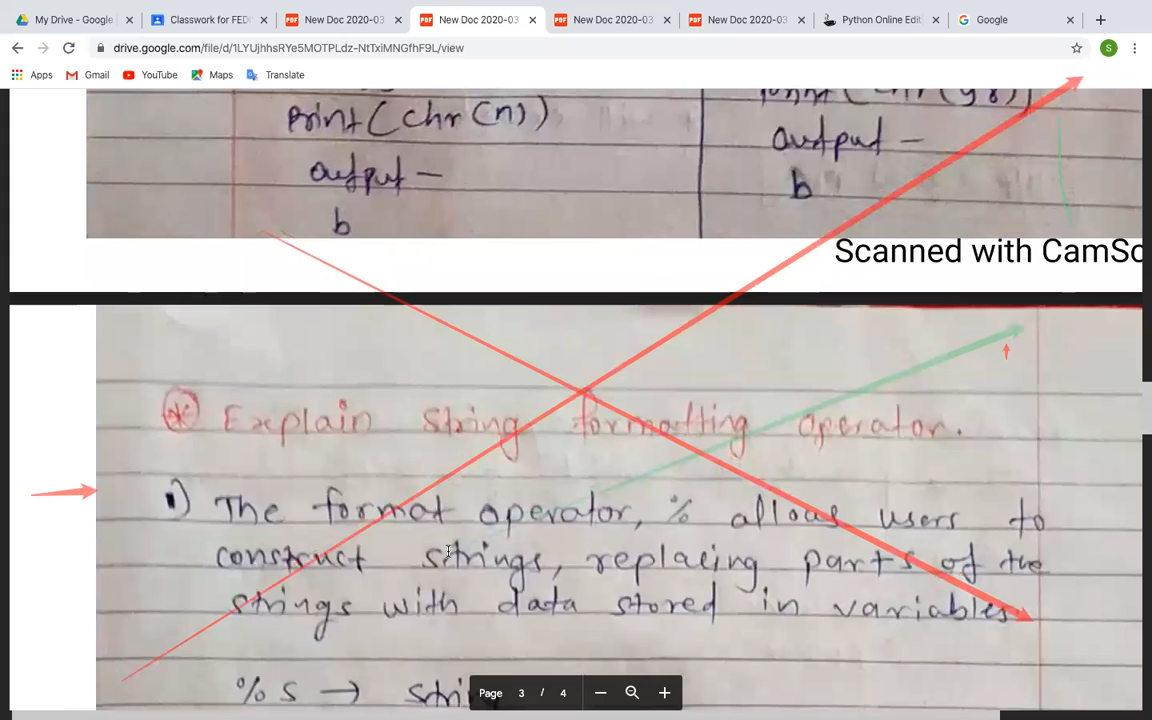 My Drive - Google
Classwork for FED
New Doc 2020-03
New Doc 2020-03
New Doc 2020-03
New Doc 2020-03
Python Online Edit
Google
drive.google.com/file/d/1LYUjhhsRYe5MOTPLdz-NtTxiMNGfhF9L/view
S
Apps
Gmail
YouTube
Maps
Translate
Print (chr (n))
output –
b
output –
b
Scanned with CamSc
Explain string formatting operator.
1) The format operator, % allows users to
construct strings, replacing parts of the
strings with data stored in variables.
%s → strin
Page 3 / 4